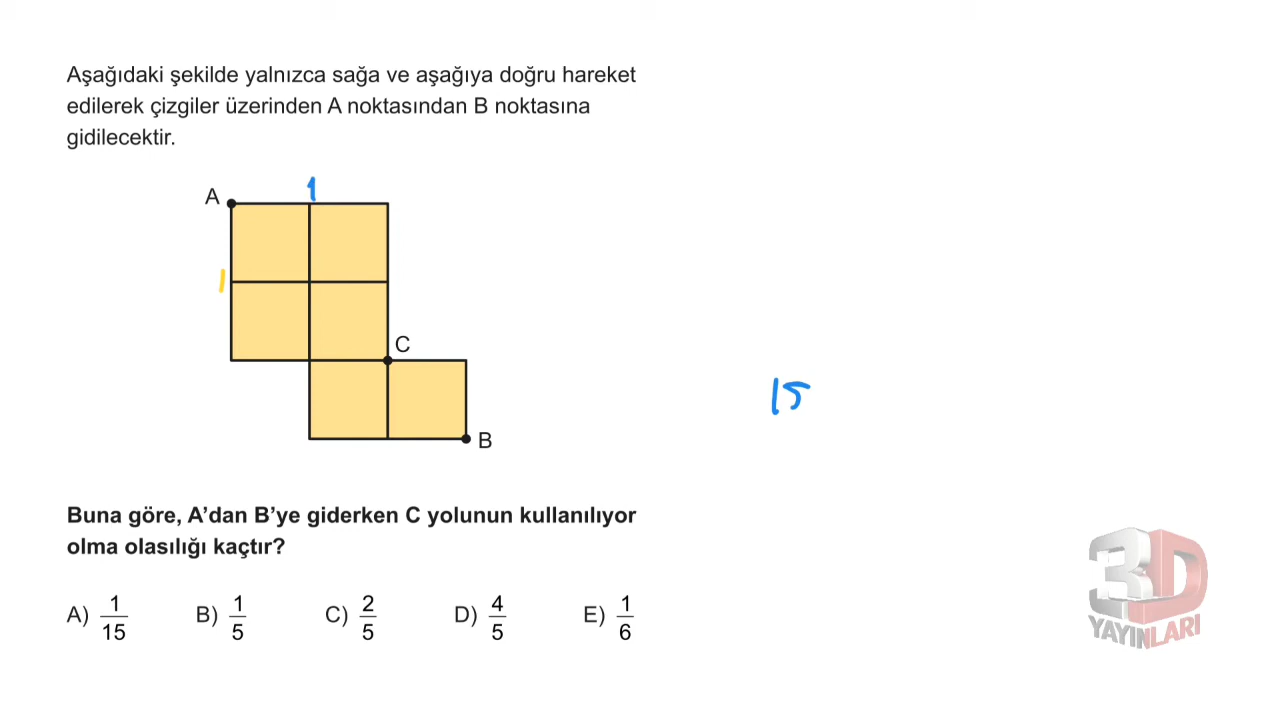 Aşağıdaki şekilde yalnızca sağa ve aşağıya doğru hareket
edilerek çizgiler üzerinden A noktasından B noktasına
gidilecektir.
1
A
1
C
B
15
Buna göre, A’dan B’ye giderken C yolunun kullanılıyor
olma olasılığı kaçtır?
A) 1/15 B) 1/5 C) 2/5 D) 4/5 E) 1/6
3D
YAYINLARI